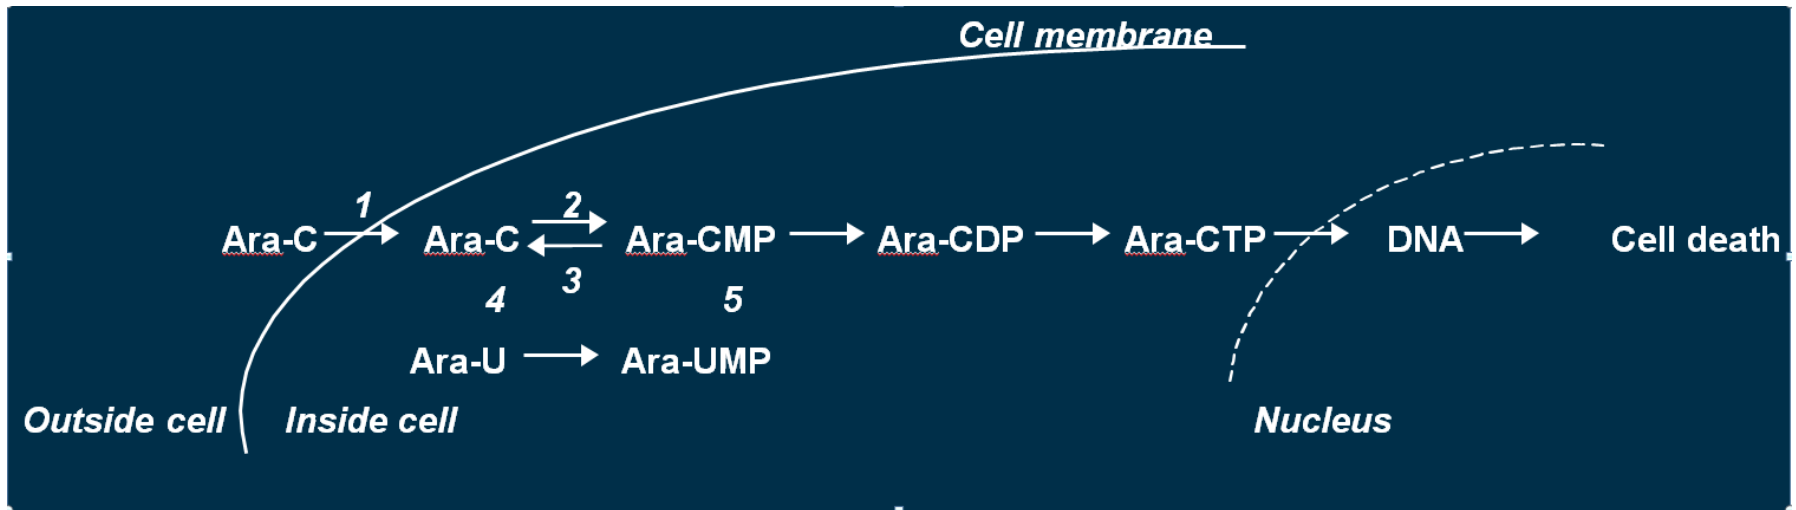 Cell membrane
1 2
Ara-C Ara-C Ara-CMP Ara-CDP Ara-CTP DNA Cell death
3
4 5
Ara-U Ara-UMP
Outside cell Inside cell Nucleus